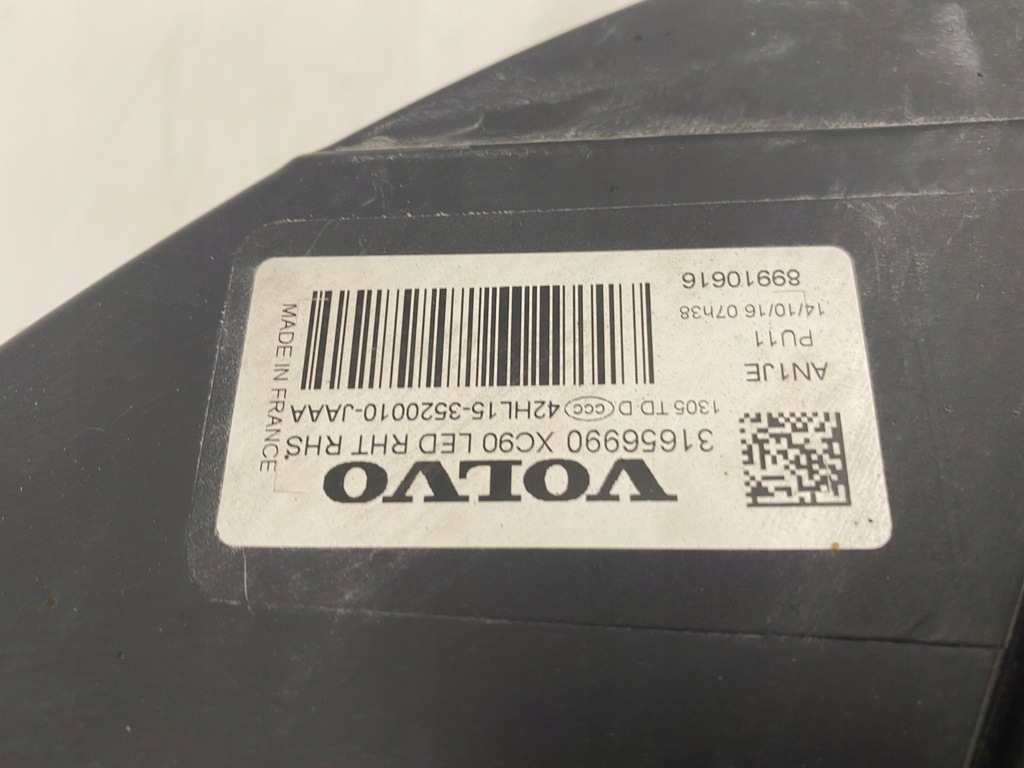 VOLVO
31656990 XC90 LED RHT RHS
1305 TD D CCC 42HL15-3520010-JAAA
AN1JE
PU11
14/10/16 07h38
89910616
MADE IN FRANCE